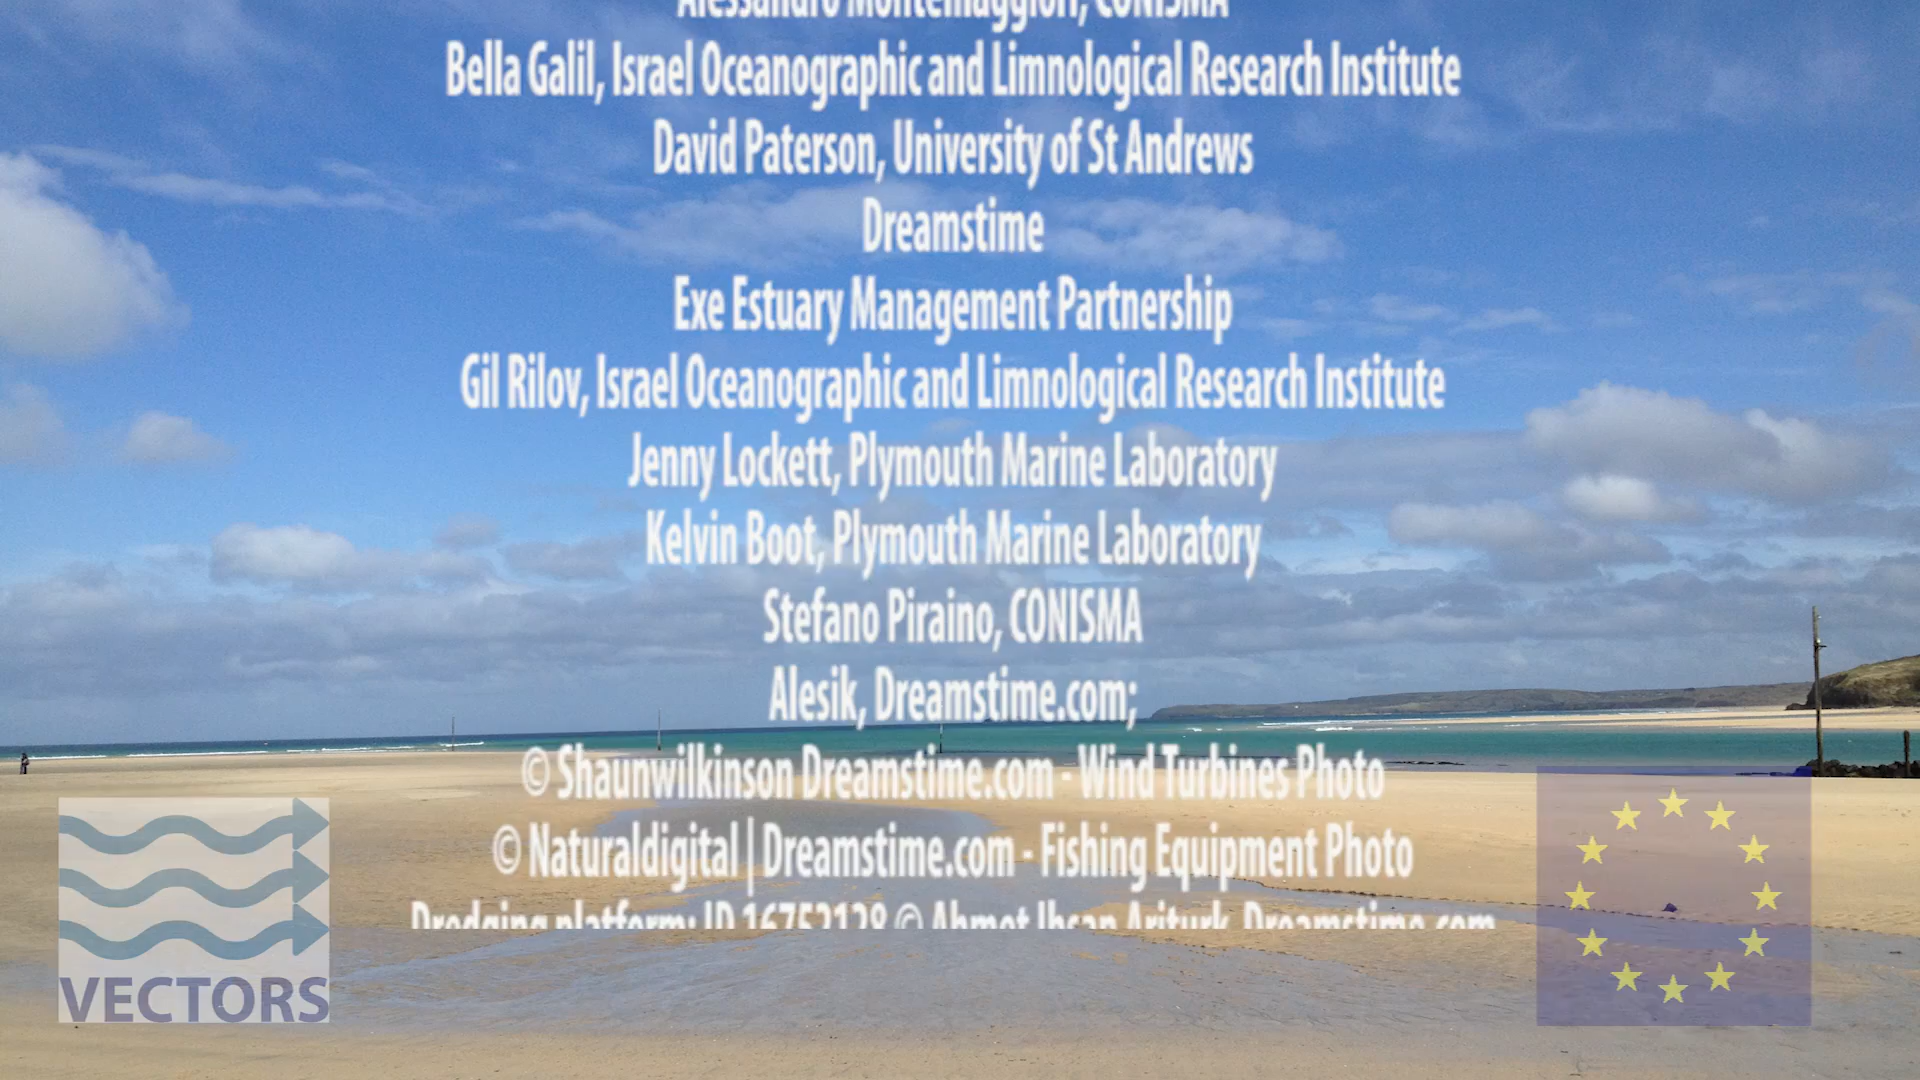 Alessandro Montemaggiori, CONISMA
Bella Galil, Israel Oceanographic and Limnological Research Institute
David Paterson, University of St Andrews
Dreamstime
Exe Estuary Management Partnership
Gil Rilov, Israel Oceanographic and Limnological Research Institute
Jenny Lockett, Plymouth Marine Laboratory
Kelvin Boot, Plymouth Marine Laboratory
Stefano Piraino, CONISMA
Alesik, Dreamstime.com;
© Shaunwilkinson Dreamstime.com - Wind Turbines Photo
© Naturaldigital | Dreamstime.com - Fishing Equipment Photo
Dredging platform: ID 16752128 © Ahmet Ihsan Ariturk, Dreamstime.com
VECTORS